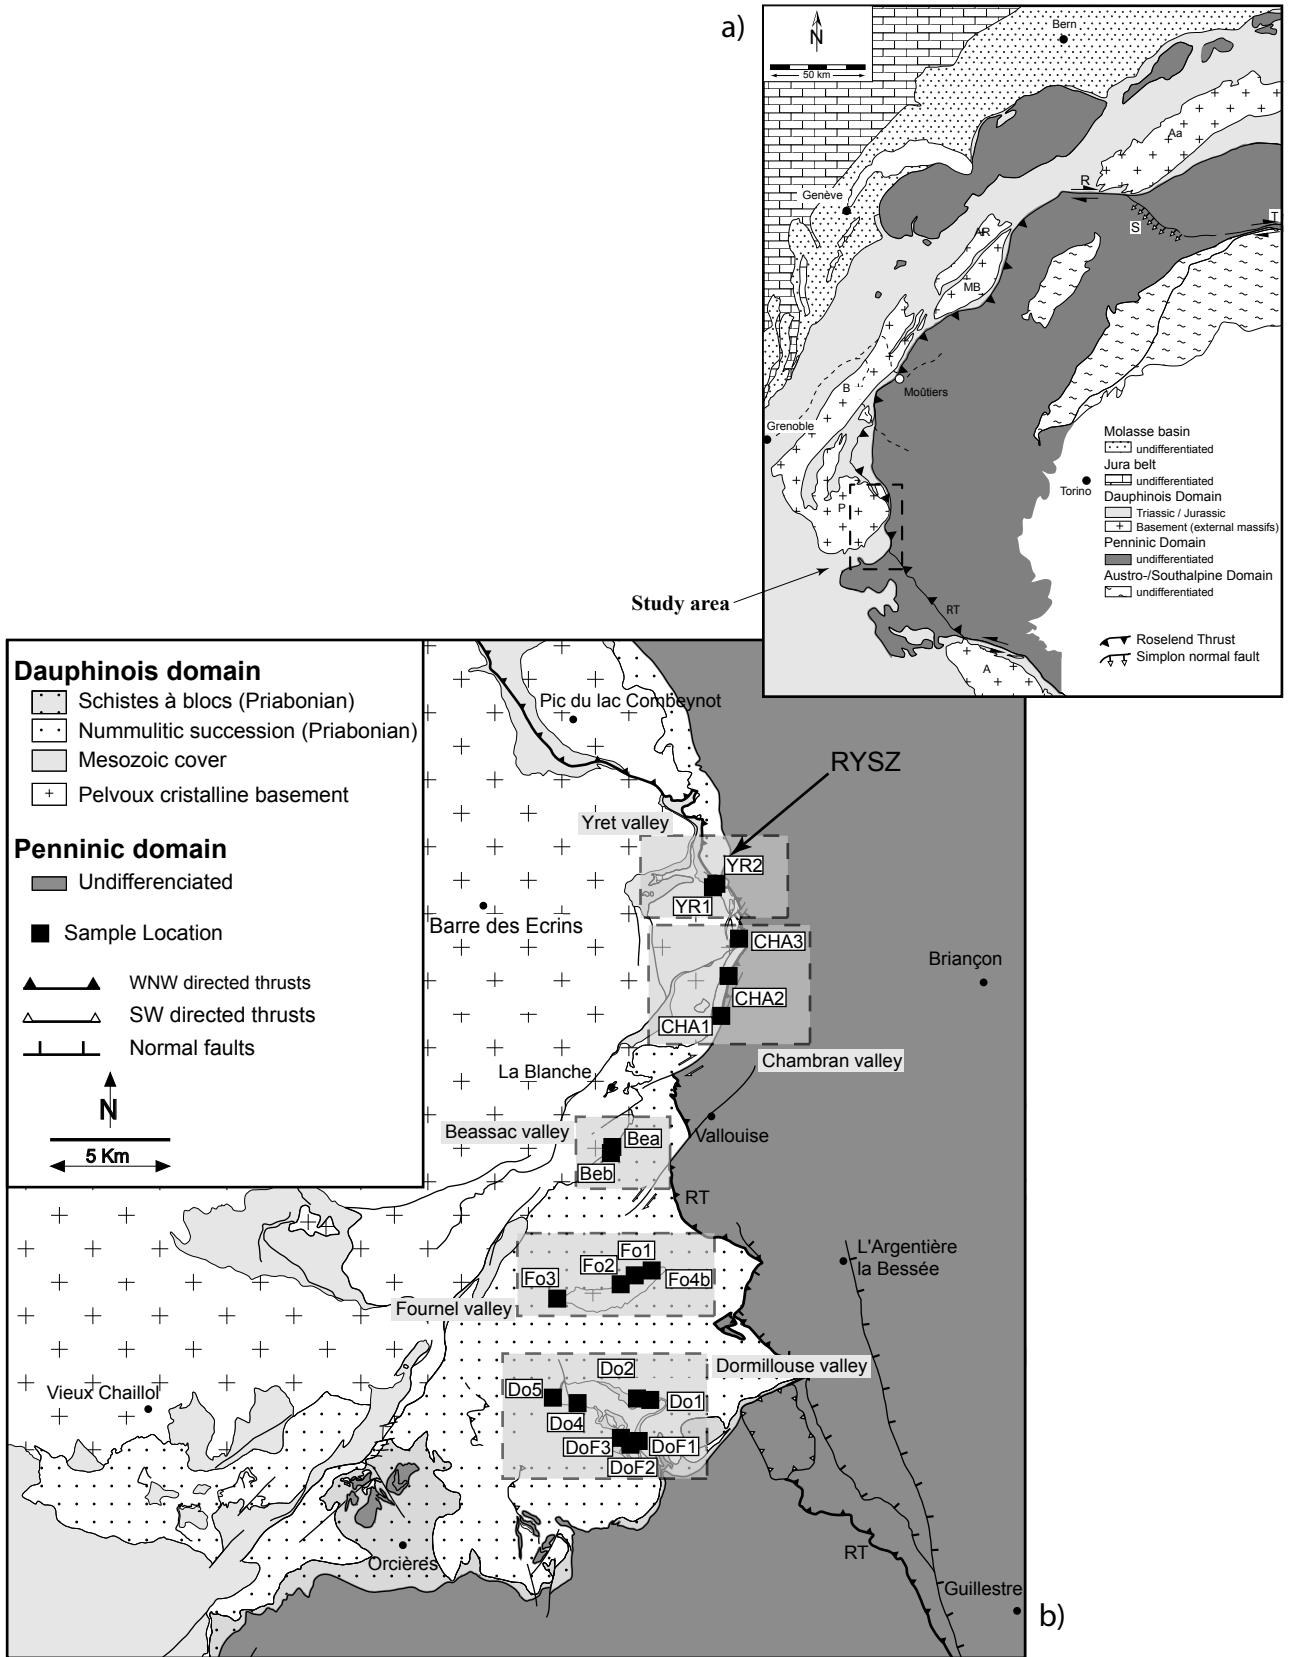 a)
N
50 km
Bern
Aa
Genève
R
S
T
AR
MB
B
Moûtiers
Grenoble
P
Torino
Molasse basin
undifferentiated
Jura belt
undifferentiated
Dauphinois Domain
Triassic / Jurassic
Basement (external massifs)
Penninic Domain
undifferentiated
Austro-/Southalpine Domain
undifferentiated
Roselend Thrust
Simplon normal fault
Study area
RT
A
Dauphinois domain
Schistes à blocs (Priabonian)
Nummulitic succession (Priabonian)
Mesozoic cover
Pelvoux cristalline basement
Penninic domain
Undifferenciated
Sample Location
WNW directed thrusts
SW directed thrusts
Normal faults
N
5 Km
Pic du lac Combeynot
RYSZ
Yret valley
YR2
YR1
Barre des Ecrins
CHA3
Briançon
CHA2
CHA1
Chambran valley
La Blanche
Beassac valley
Bea
Vallouise
Beb
RT
Fo1
Fo2
Fo3
Fo4b
L'Argentière
la Bessée
Fournel valley
Dormillouse valley
Do2
Do5
Do1
Do4
Vieux Chaillol
DoF3
DoF1
DoF2
Orcières
RT
Guillestre
b)